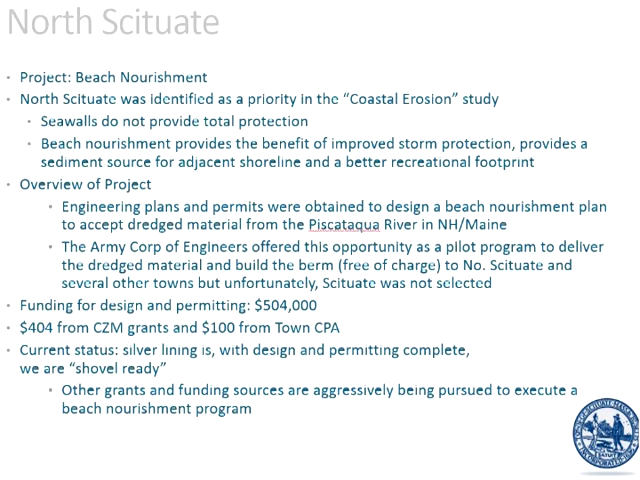 North Scituate
• Project: Beach Nourishment
• North Scituate was identified as a priority in the “Coastal Erosion” study
• Seawalls do not provide total protection
• Beach nourishment provides the benefit of improved storm protection, provides a
sediment source for adjacent shoreline and a better recreational footprint
• Overview of Project
• Engineering plans and permits were obtained to design a beach nourishment plan
to accept dredged material from the Piscataqua River in NH/Maine
• The Army Corp of Engineers offered this opportunity as a pilot program to deliver
the dredged material and build the berm (free of charge) to No. Scituate and
several other towns but unfortunately, Scituate was not selected
• Funding for design and permitting: $504,000
• $404 from CZM grants and $100 from Town CPA
• Current status: silver lining is, with design and permitting complete,
we are “shovel ready”
• Other grants and funding sources are aggressively being pursued to execute a
beach nourishment program